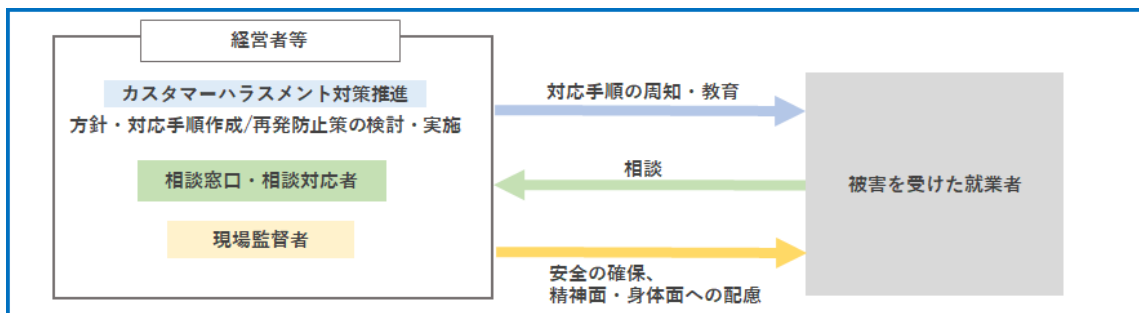 経営者等
カスタマーハラスメント対策推進
方針・対応手順作成/再発防止策の検討・実施
相談窓口・相談対応者
現場監督者
対応手順の周知・教育
相談
安全の確保、
精神面・身体面への配慮
被害を受けた就業者